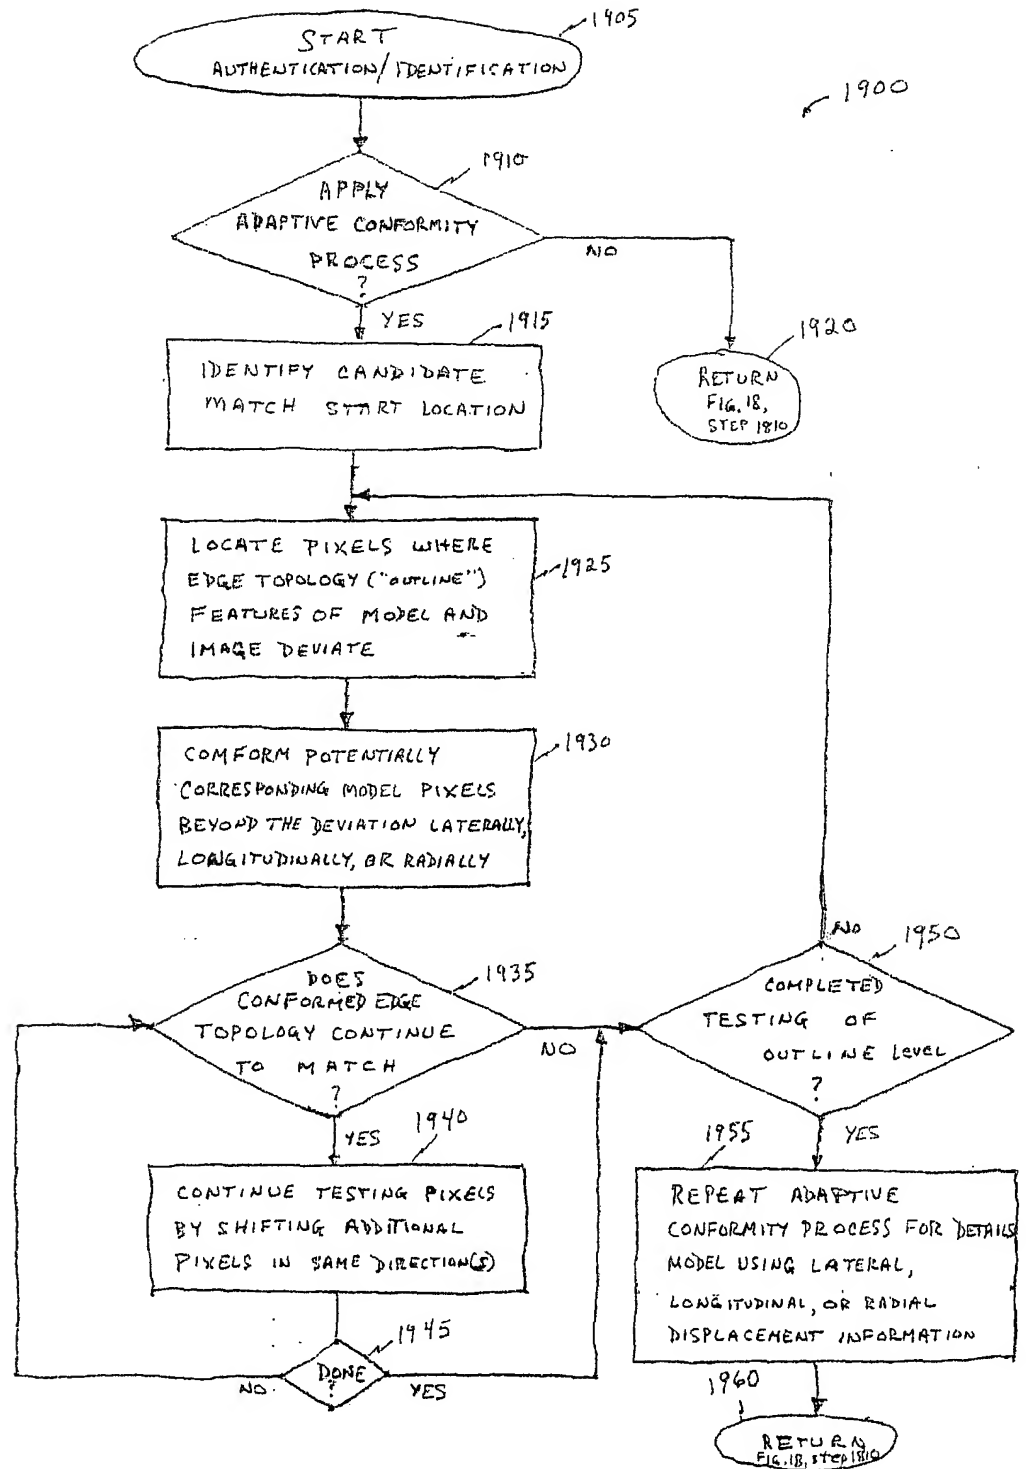 START
AUTHENTICATION/IDENTIFICATION
1905
1900
1910
APPLY
ADAPTIVE CONFORMITY
PROCESS
?
NO
YES
1915
IDENTIFY CANDIDATE
MATCH START LOCATION
1920
RETURN
FIG. 18,
STEP 1810
LOCATE PIXELS WHERE
EDGE TOPOLOGY ("OUTLINE")
FEATURES OF MODEL AND
IMAGE DEVIATE
1925
COMFORM POTENTIALLY
CORRESPONDING MODEL PIXELS
BEYOND THE DEVIATION LATERALLY,
LONGITUDINALLY, OR RADIALLY
1930
DOES
CONFORMED EDGE
TOPOLOGY CONTINUE
TO MATCH
?
1935
NO
YES
1940
CONTINUE TESTING PIXELS
BY SHIFTING ADDITIONAL
PIXELS IN SAME DIRECTION(S)
1945
DONE
?
NO
YES
NO
1950
COMPLETED
TESTING OF
OUTLINE LEVEL
?
YES
1955
REPEAT ADAPTIVE
CONFORMITY PROCESS FOR DETAILS
MODEL USING LATERAL,
LONGITUDINAL, OR RADIAL
DISPLACEMENT INFORMATION
1960
RETURN
FIG. 18, STEP 1810